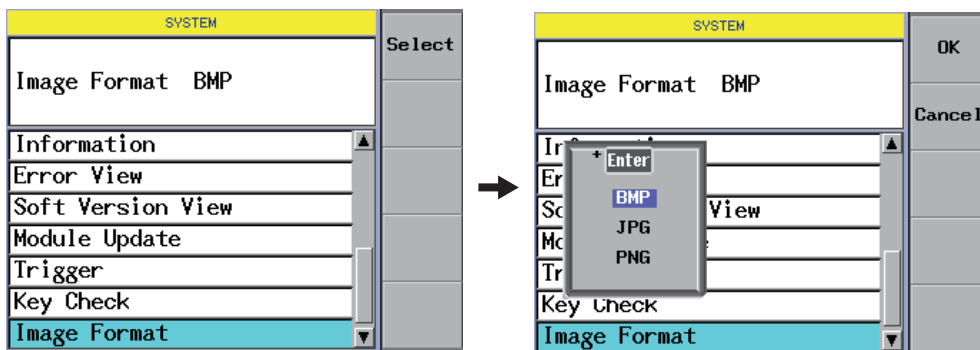 SYSTEM
Select
Image Format BMP
Information
Error View
Soft Version View
Module Update
Trigger
Key Check
Image Format
SYSTEM
OK
Image Format BMP
Cancel
Enter
BMP
View
JPG
PNG
Key Check
Image Format